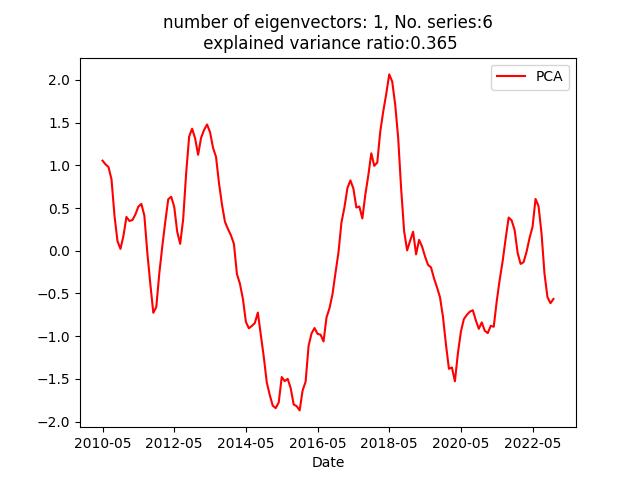 number of eigenvectors: 1, No. series:6
explained variance ratio:0.365
PCA
2.0
1.5
1.0
0.5
0.0
−0.5
−1.0
−1.5
−2.0
2010-05 2012-05 2014-05 2016-05 2018-05 2020-05 2022-05
Date